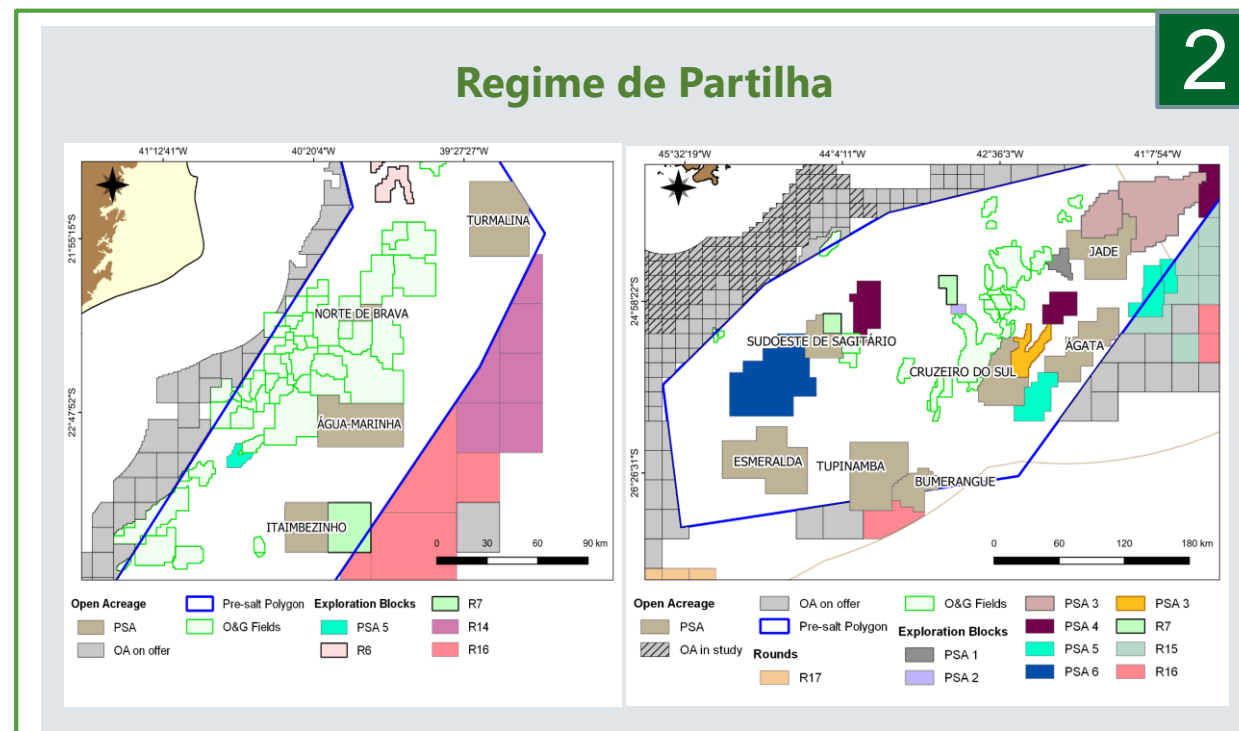 2
Regime de Partilha
41°12'41"W
40°20'4"W
39°27'27"W
21°55'15"S
22°47'52"S
TURMALINA
NORTE DE BRAVA
ÁGUA-MARINHA
ITAIMBEZINHO
0 30 60 90 km
Open Acreage
PSA
OA on offer
Pre-salt Polygon
O&G Fields
Exploration Blocks
PSA 5
R6
R7
R14
R16
45°32'19"W
44°4'11"W
42°36'3"W
41°7'54"W
24°58'22"S
26°26'31"S
JADE
SUDOESTE DE SAGITÁRIO
ÁGATA
CRUZEIRO DO SUL
ESMERALDA
TUPINAMBA
BUMERANGUE
0 60 120 180 km
Open Acreage
PSA
OA in study
OA on offer
Pre-salt Polygon
Rounds
R17
O&G Fields
Exploration Blocks
PSA 1
PSA 2
PSA 3
PSA 4
PSA 5
PSA 6
PSA 3
R7
R15
R16